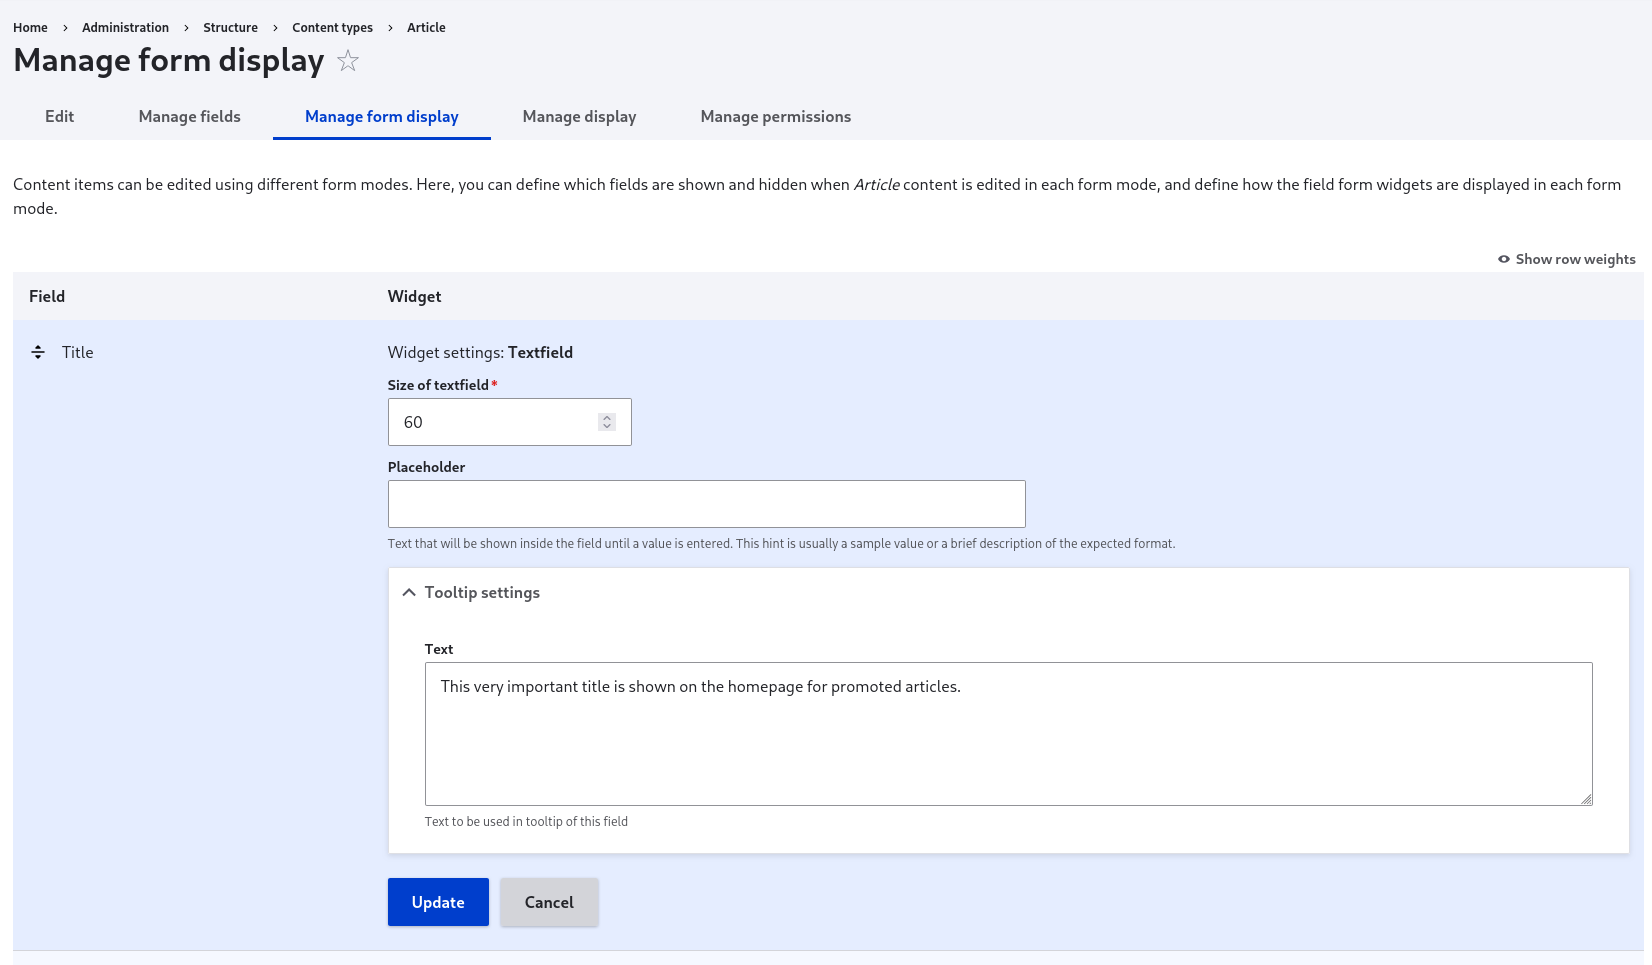 Home › Administration › Structure › Content types › Article
Manage form display
Edit Manage fields Manage form display Manage display Manage permissions
Content items can be edited using different form modes. Here, you can define which fields are shown and hidden when Article content is edited in each form mode, and define how the field form widgets are displayed in each form
mode.
Show row weights
Field Widget
Title Widget settings: Textfield
Size of textfield*
60
Placeholder
Text that will be shown inside the field until a value is entered. This hint is usually a sample value or a brief description of the expected format.
Tooltip settings
Text
This very important title is shown on the homepage for promoted articles.
Text to be used in tooltip of this field
Update Cancel